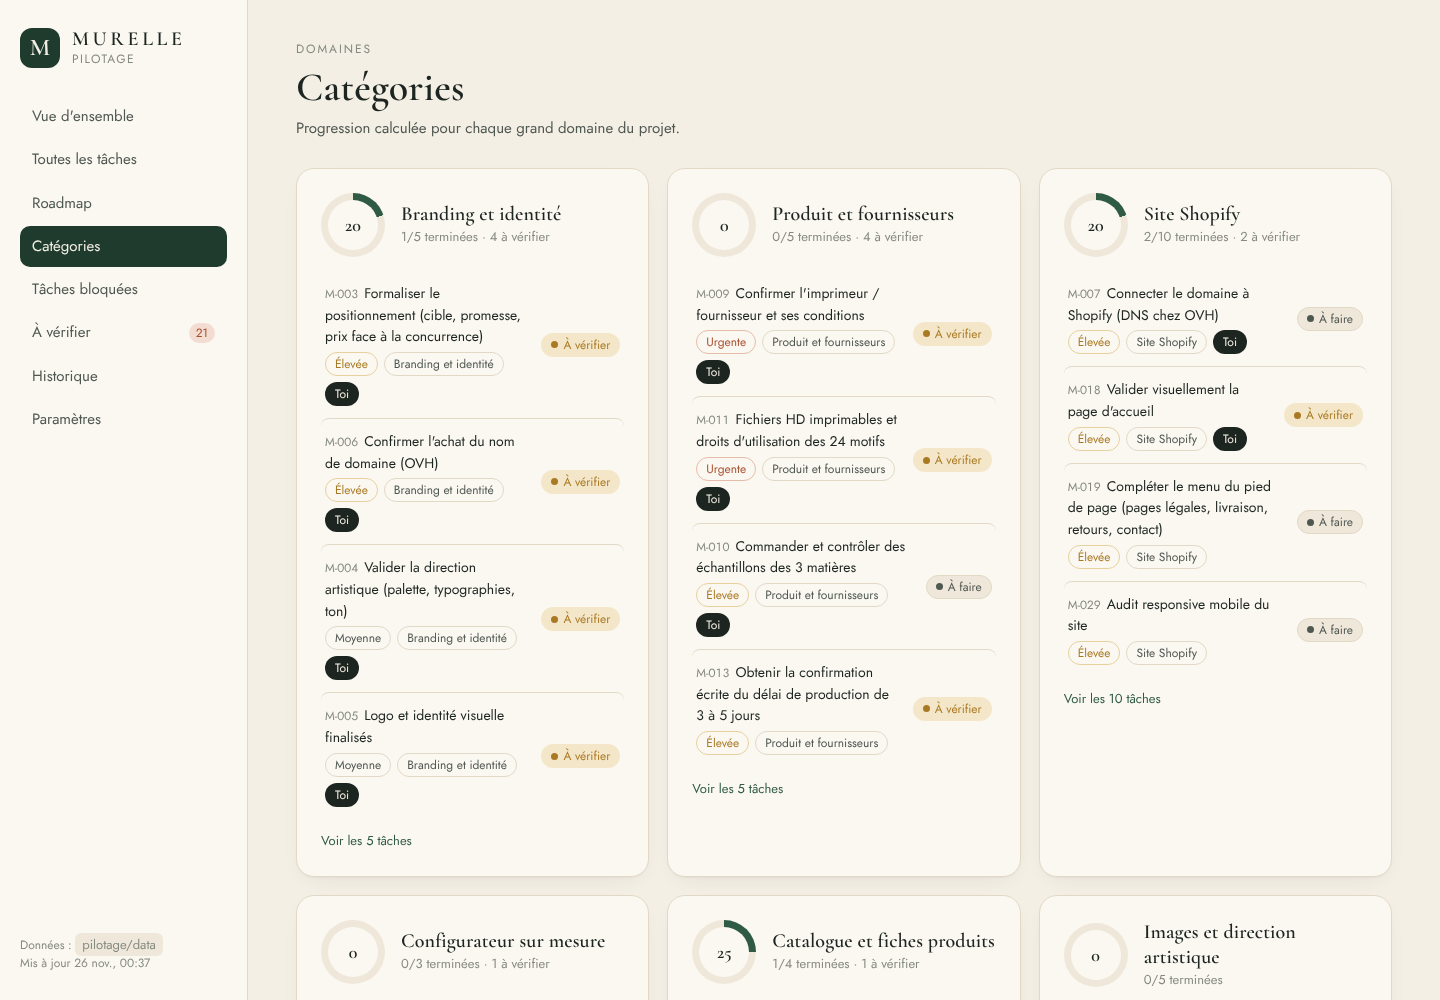 M
MURELLE
PILOTAGE
Vue d'ensemble
Toutes les tâches
Roadmap
Catégories
Tâches bloquées
À vérifier
21
Historique
Paramètres
Données : pilotage/data
Mis à jour 26 nov., 00:37
DOMAINES
Catégories
Progression calculée pour chaque grand domaine du projet.
20
Branding et identité
1/5 terminées · 4 à vérifier
M-003 Formaliser le
positionnement (cible, promesse,
prix face à la concurrence)
À vérifier
Élevée
Branding et identité
Toi
M-006 Confirmer l'achat du nom
de domaine (OVH)
À vérifier
Élevée
Branding et identité
Toi
M-004 Valider la direction
artistique (palette, typographies,
ton)
À vérifier
Moyenne
Branding et identité
Toi
M-005 Logo et identité visuelle
finalisés
À vérifier
Moyenne
Branding et identité
Toi
Voir les 5 tâches
0
Produit et fournisseurs
0/5 terminées · 4 à vérifier
M-009 Confirmer l'imprimeur /
fournisseur et ses conditions
À vérifier
Urgente
Produit et fournisseurs
Toi
M-011 Fichiers HD imprimables et
droits d'utilisation des 24 motifs
À vérifier
Urgente
Produit et fournisseurs
Toi
M-010 Commander et contrôler des
échantillons des 3 matières
À faire
Élevée
Produit et fournisseurs
Toi
M-013 Obtenir la confirmation
écrite du délai de production de
3 à 5 jours
À vérifier
Élevée
Produit et fournisseurs
Voir les 5 tâches
20
Site Shopify
2/10 terminées · 2 à vérifier
M-007 Connecter le domaine à
Shopify (DNS chez OVH)
À faire
Élevée
Site Shopify
Toi
M-018 Valider visuellement la
page d'accueil
À vérifier
Élevée
Site Shopify
Toi
M-019 Compléter le menu du pied
de page (pages légales, livraison,
retours, contact)
À faire
Élevée
Site Shopify
M-029 Audit responsive mobile du
site
À faire
Élevée
Site Shopify
Voir les 10 tâches
0
Configurateur sur mesure
0/3 terminées · 1 à vérifier
25
Catalogue et fiches produits
1/4 terminées · 1 à vérifier
0
Images et direction
artistique
0/5 terminées